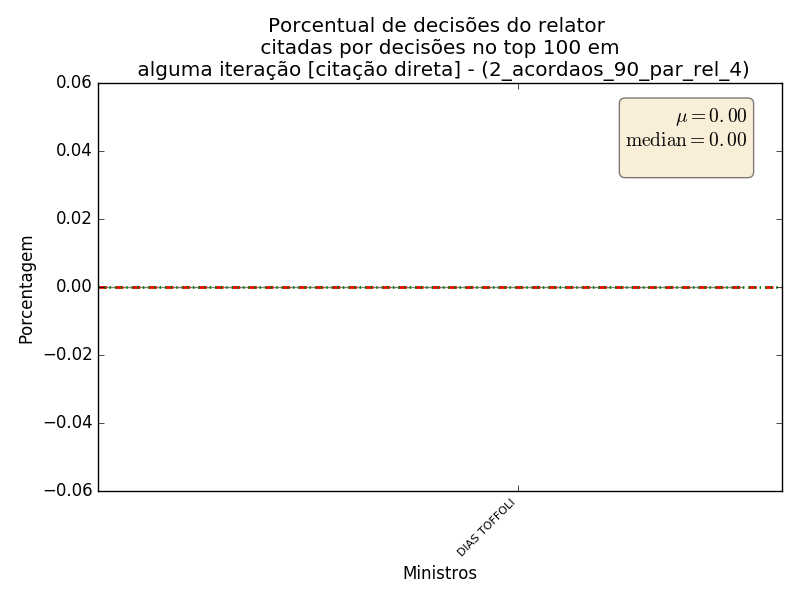 Porcentual de decisões do relator
citadas por decisões no top 100 em
alguma iteração [citação direta] - (2_acordaos_90_par_rel_4)
0.06
0.04
0.02
0.00
−0.02
−0.04
−0.06
μ = 0.00
median = 0.00
Porcentagem
DIAS TOFFOLI
Ministros